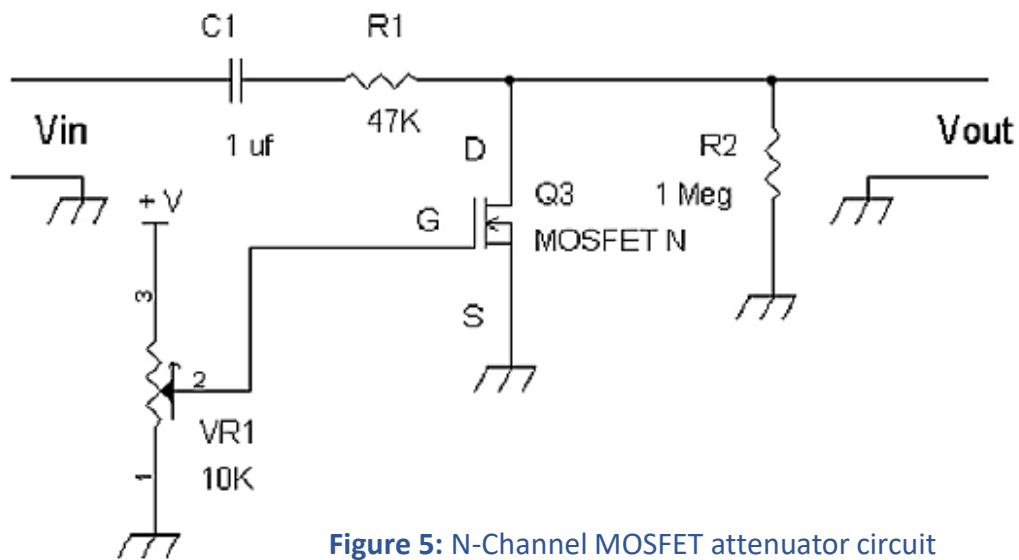 C1
R1
Vin
1 uf
47K
D
R2
1 Meg
Vout
+ V
G
Q3
MOSFET N
3
S
2
VR1
10K
1
Figure 5: N-Channel MOSFET attenuator circuit